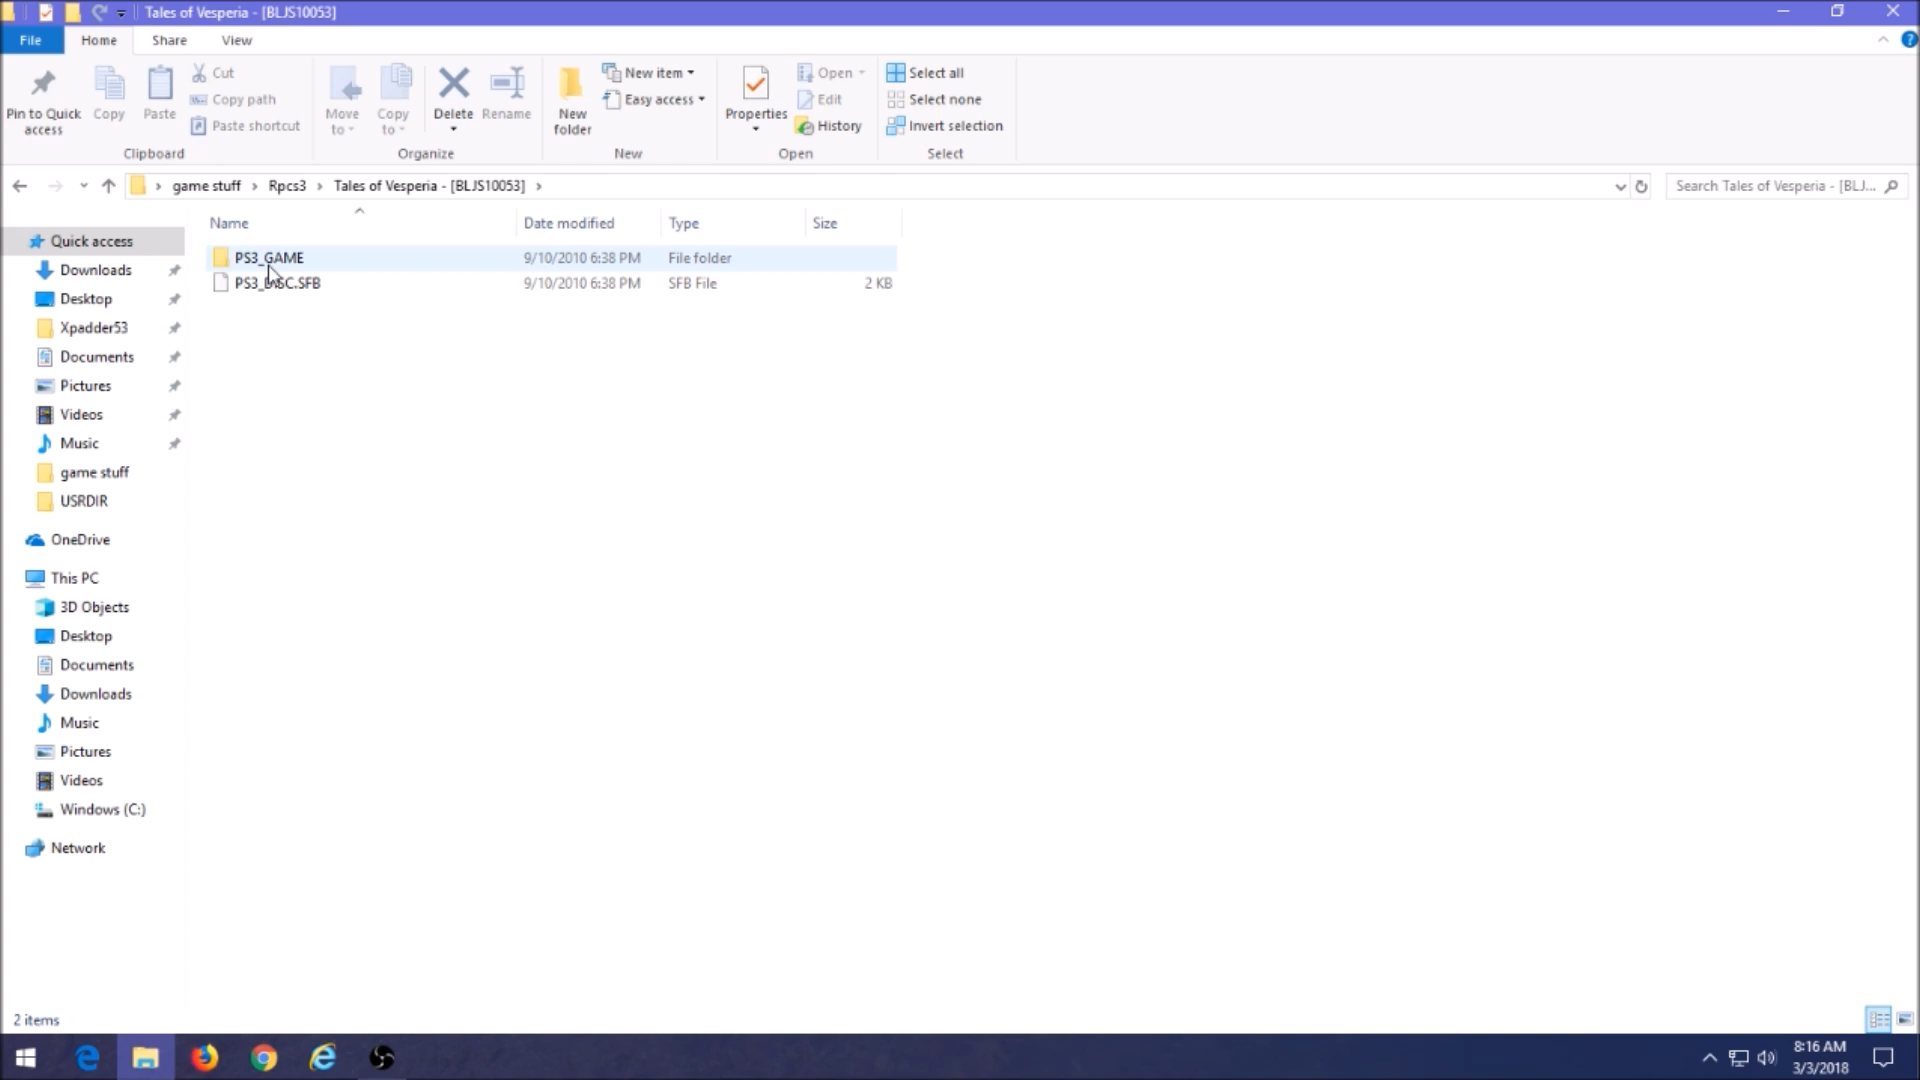 Tales of Vesperia - [BLJS10053]
File Home Share View
Pin to Quick access
Copy
Paste
Cut
Copy path
Paste shortcut
Clipboard
Move to
Copy to
Delete
Rename
Organize
New folder
New item
Easy access
New
Properties
Open
Edit
History
Open
Select all
Select none
Invert selection
Select
game stuff Rpcs3 Tales of Vesperia - [BLJS10053]
Search Tales of Vesperia - [BLJ...
Name Date modified Type Size
PS3_GAME 9/10/2010 6:38 PM File folder
PS3_DISC.SFB 9/10/2010 6:38 PM SFB File 2 KB
Quick access
Downloads
Desktop
Xpadder53
Documents
Pictures
Videos
Music
game stuff
USRDIR
OneDrive
This PC
3D Objects
Desktop
Documents
Downloads
Music
Pictures
Videos
Windows (C:)
Network
2 items
8:16 AM
3/3/2018